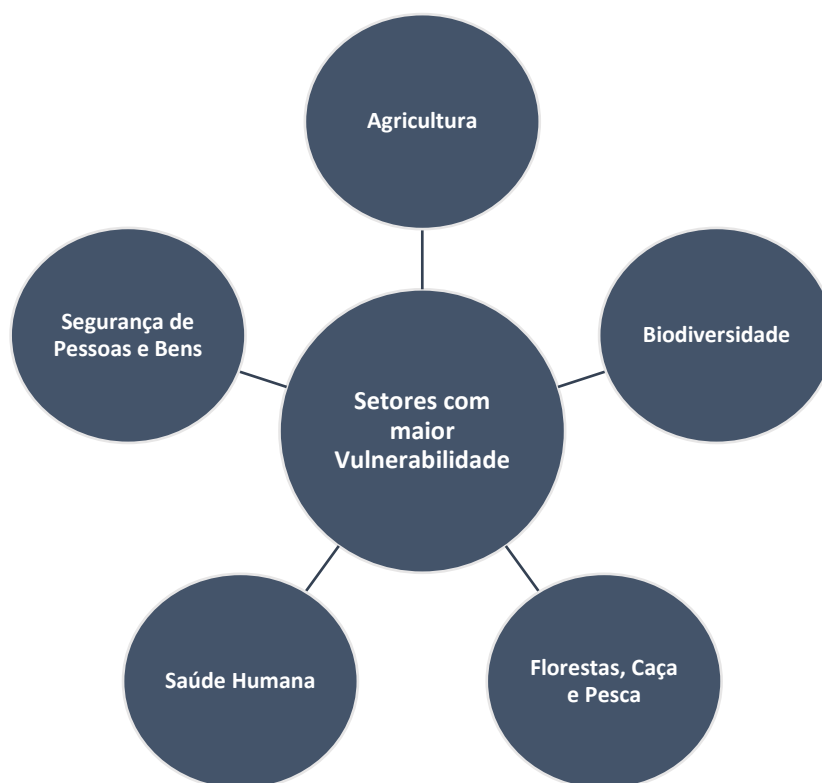 Agricultura
Segurança de
Pessoas e Bens
Biodiversidade
Setores com
maior
Vulnerabilidade
Saúde Humana
Florestas, Caça
e Pesca